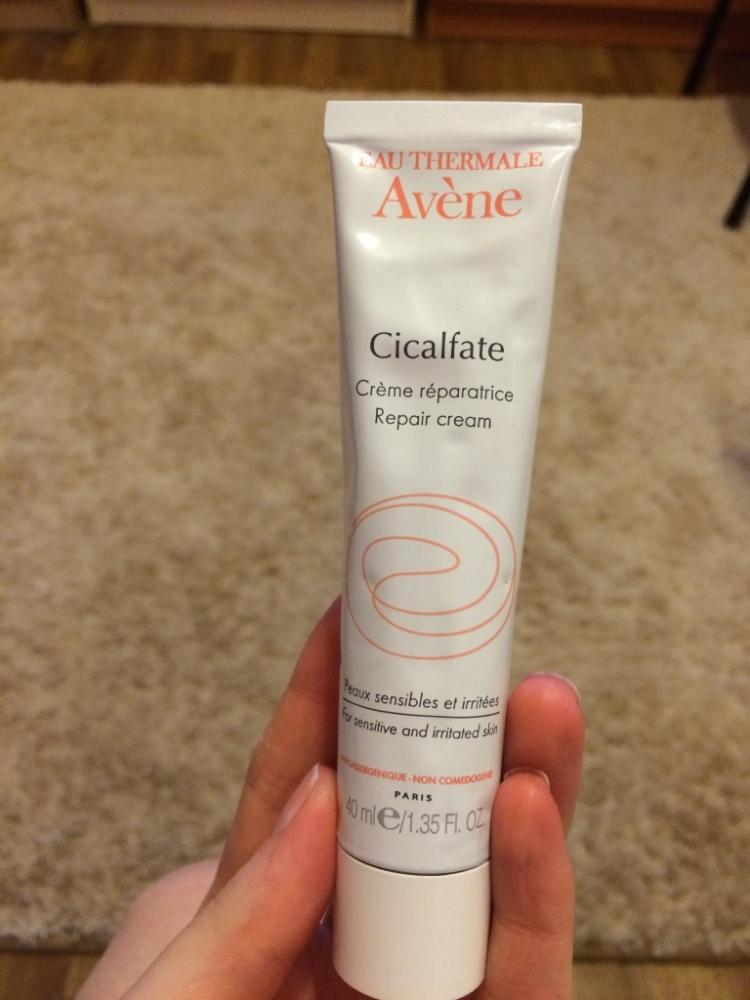 EAU THERMALE
Avène
Cicalfate
Crème réparatrice
Repair cream
Peaux sensibles et irritées
For sensitive and irritated skin
HYPOALLERGENIQUE - NON COMEDOGENE
PARIS
40 ml e/1.35 Fl. OZ.